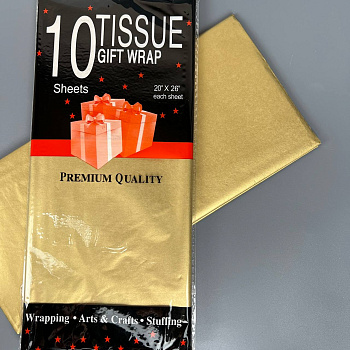 10 TISSUE
GIFT WRAP
Sheets
20" X 26"
each sheet
PREMIUM QUALITY
Wrapping • Arts & Crafts • Stuffing